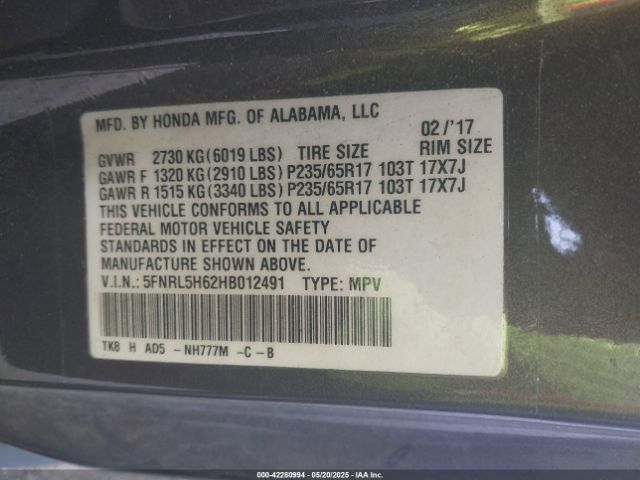 MFD. BY HONDA MFG. OF ALABAMA, LLC
02/'17
GVWR 2730 KG(6019 LBS) TIRE SIZE RIM SIZE
GAWR F 1320 KG(2910 LBS)P235/65R17 103T 17X7J
GAWR R 1515 KG(3340 LBS)P235/65R17 103T 17X7J
THIS VEHICLE CONFORMS TO ALL APPLICABLE
FEDERAL MOTOR VEHICLE SAFETY
STANDARDS IN EFFECT ON THE DATE OF
MANUFACTURE SHOWN ABOVE.
V.I.N.: 5FNRL5H62HB012491 TYPE: MPV
TK8 H AD5 -NH777M -C-B
000-42280994 - 05/20/2025 - IAA Inc.